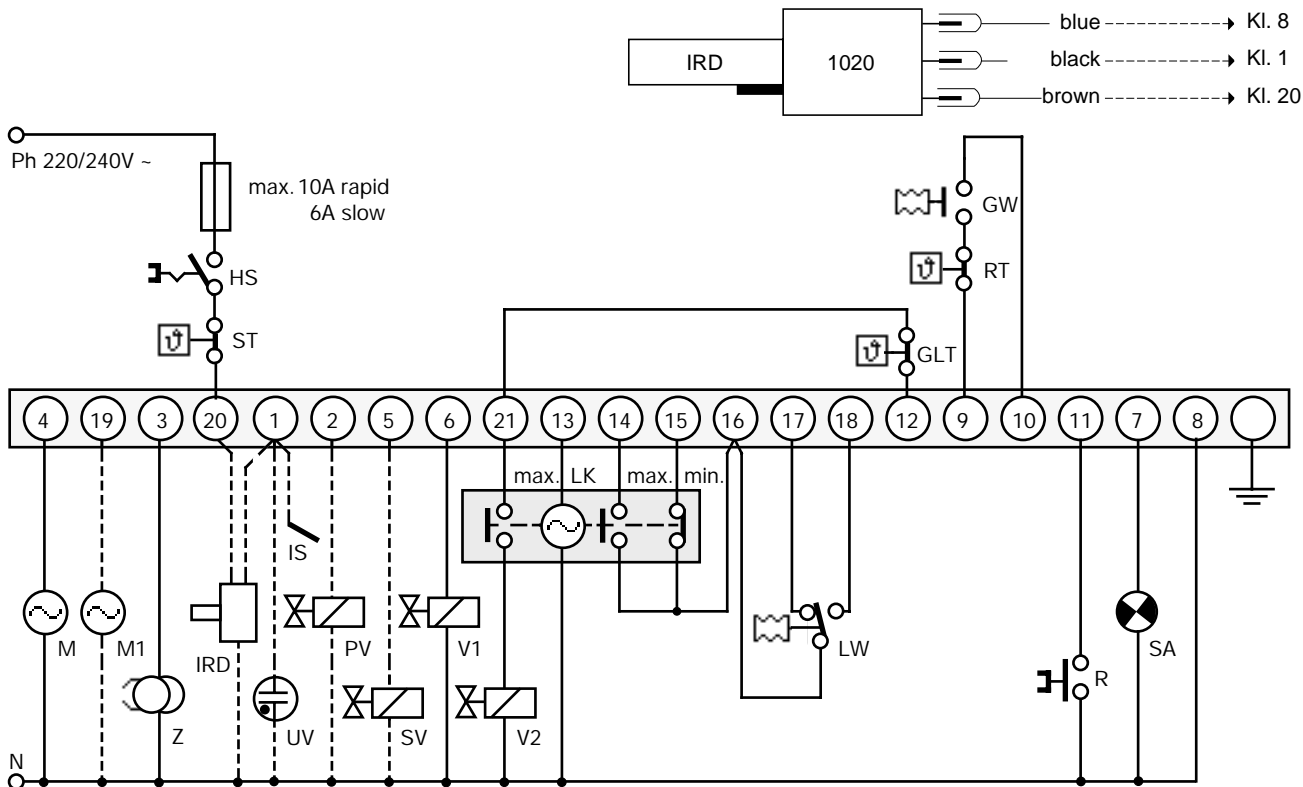 IRD
1020
blue
Kl. 8
black
Kl. 1
brown
Kl. 20
Ph 220/240V ~
max. 10A rapid
6A slow
HS
ST
GW
RT
GLT
4 19 3 20 1 2 5 6 21 13 14 15 16 17 18 12 9 10 11 7 8
max. LK max. min.
IS
M
M1
IRD
PV
V1
LW
R
SA
Z
UV
SV
V2
N